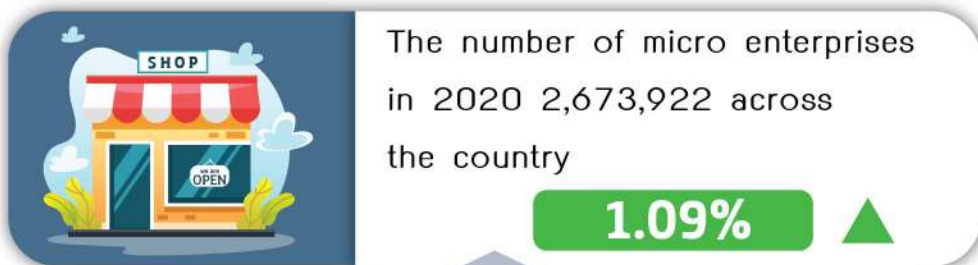 SHOP
we are
OPEN
The number of micro enterprises
in 2020 2,673,922 across
the country
1.09%